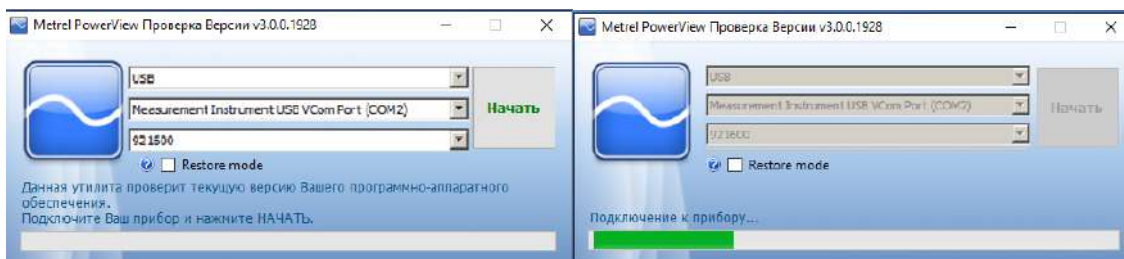 Metrel PowerView Проверка Версии v3.0.0.1928
USB
Measurement Instrument USB VCom Port (COM2)
921600
Начать
Restore mode
Данная утилита проверит текущую версию Вашего программно-аппаратного
обеспечения.
Подключите Ваш прибор и нажмите НАЧАТЬ.
Metrel PowerView Проверка Версии v3.0.0.1928
USB
Measurement Instrument USB VCom Port (COM2)
921600
Начать
Restore mode
Подключение к прибору...